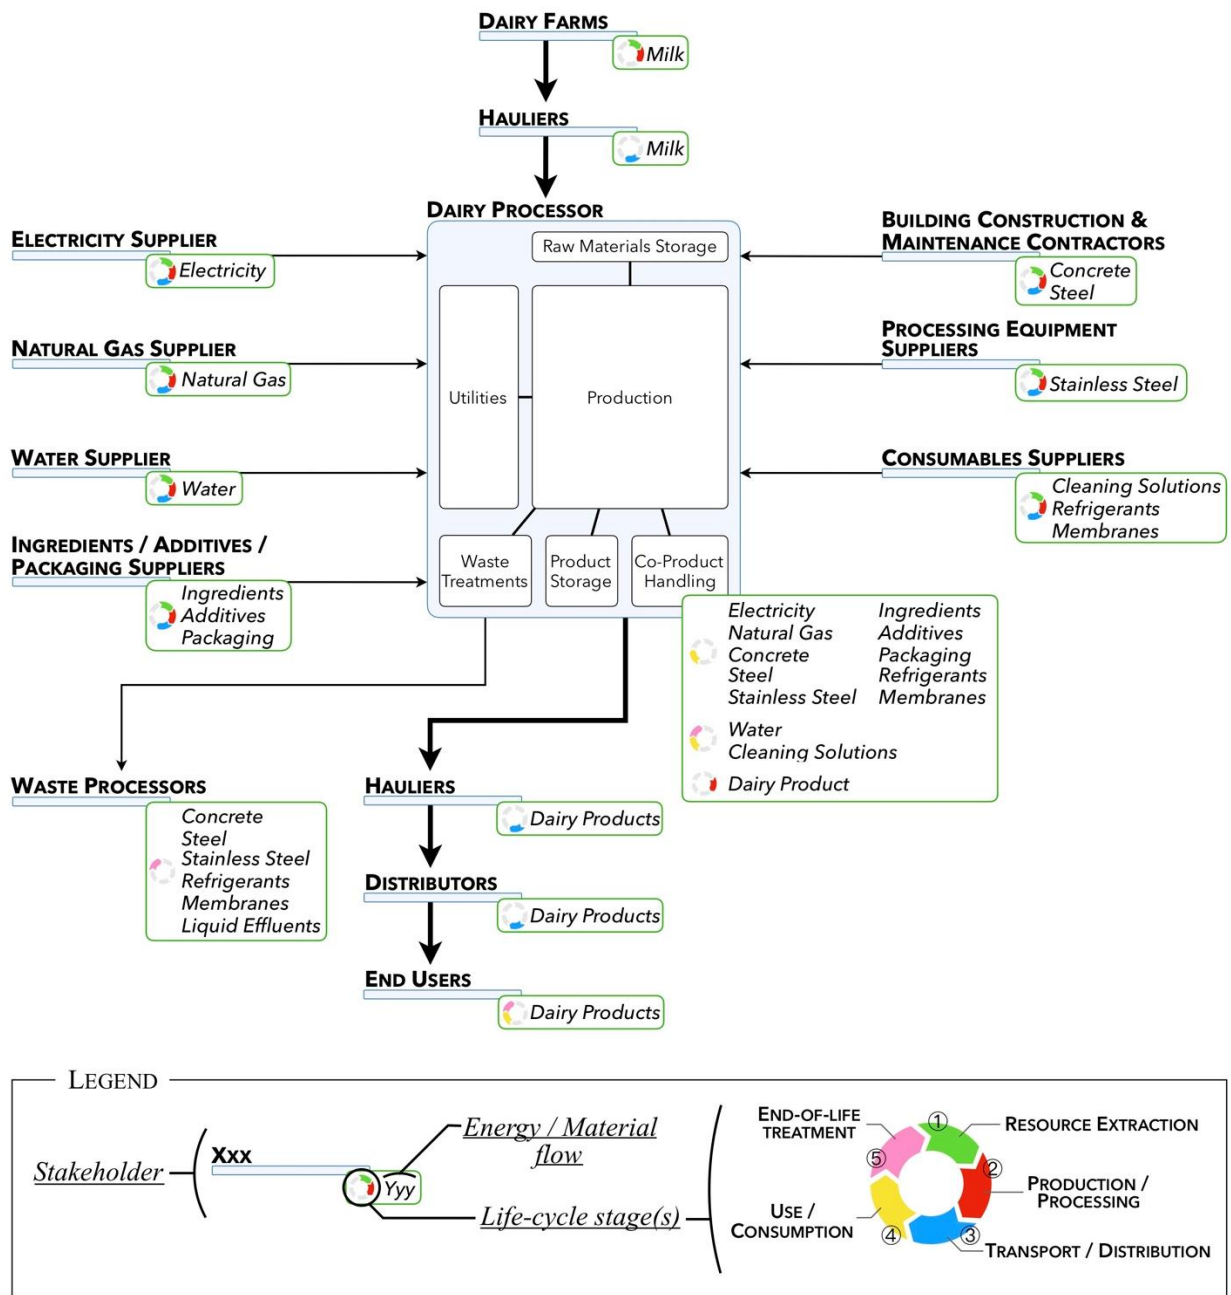 DAIRY FARMS
Milk
HAULIERS
Milk
DAIRY PROCESSOR
Raw Materials Storage
Utilities
Production
Waste
Treatments
Product
Storage
Co-Product
Handling
ELECTRICITY SUPPLIER
Electricity
NATURAL GAS SUPPLIER
Natural Gas
WATER SUPPLIER
Water
INGREDIENTS / ADDITIVES /
PACKAGING SUPPLIERS
Ingredients
Additives
Packaging
BUILDING CONSTRUCTION &
MAINTENANCE CONTRACTORS
Concrete
Steel
PROCESSING EQUIPMENT
SUPPLIERS
Stainless Steel
CONSUMABLES SUPPLIERS
Cleaning Solutions
Refrigerants
Membranes
Electricity
Natural Gas
Concrete
Steel
Stainless Steel
Ingredients
Additives
Packaging
Refrigerants
Membranes
Water
Cleaning Solutions
Dairy Product
WASTE PROCESSORS
Concrete
Steel
Stainless Steel
Refrigerants
Membranes
Liquid Effluents
HAULIERS
Dairy Products
DISTRIBUTORS
Dairy Products
END USERS
Dairy Products
LEGEND
Stakeholder
XXX
Yyy
Energy / Material
flow
Life-cycle stage(s)
END-OF-LIFE
TREATMENT
①
RESOURCE EXTRACTION
⑤
②
PRODUCTION /
PROCESSING
USE /
CONSUMPTION
④
③
TRANSPORT / DISTRIBUTION